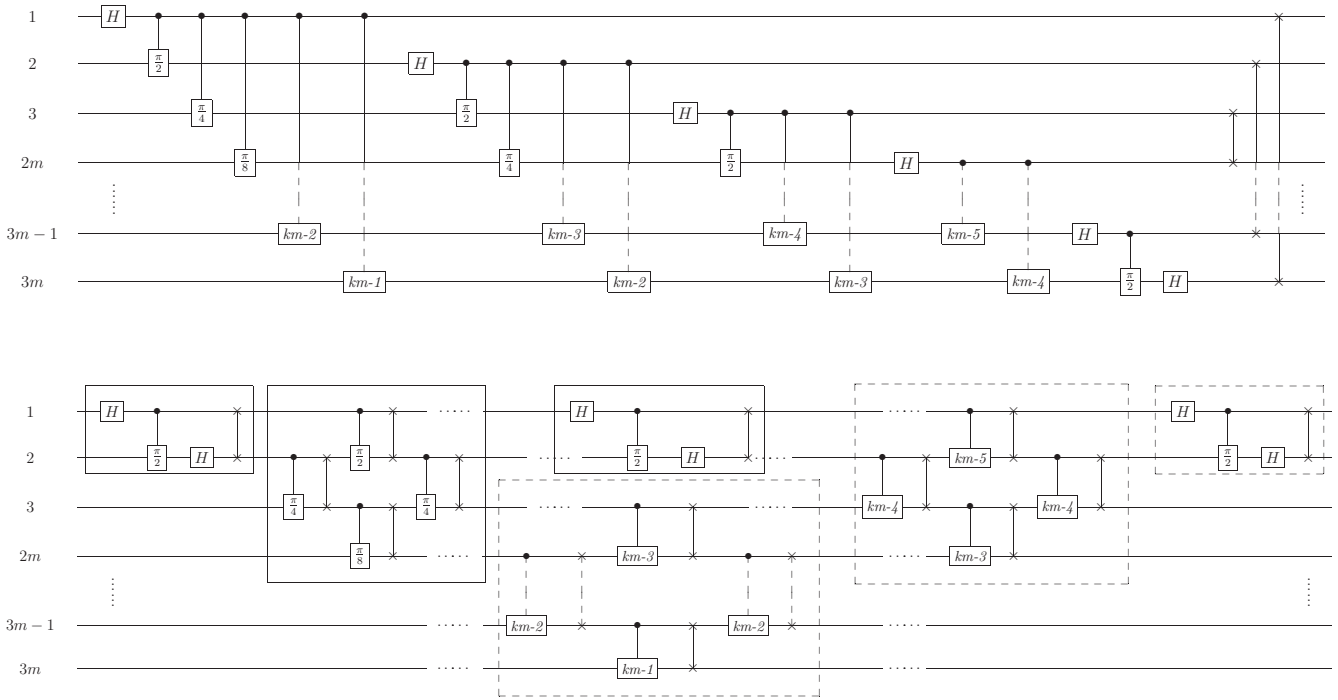 1 H
2 π/2 H
3 π/4 π/2 H
2m π/8 π/4 π/2 H
3m − 1 km-2 km-3 km-4 km-5 H
3m km-1 km-2 km-3 km-4 π/2 H
1 H π/2 H H
2 π/2 H π/2 π/2 H km-5 π/2 H
3 π/4 π/4 km-4 km-4
2m π/8 km-3 km-3
3m − 1 km-2 km-2
3m km-1